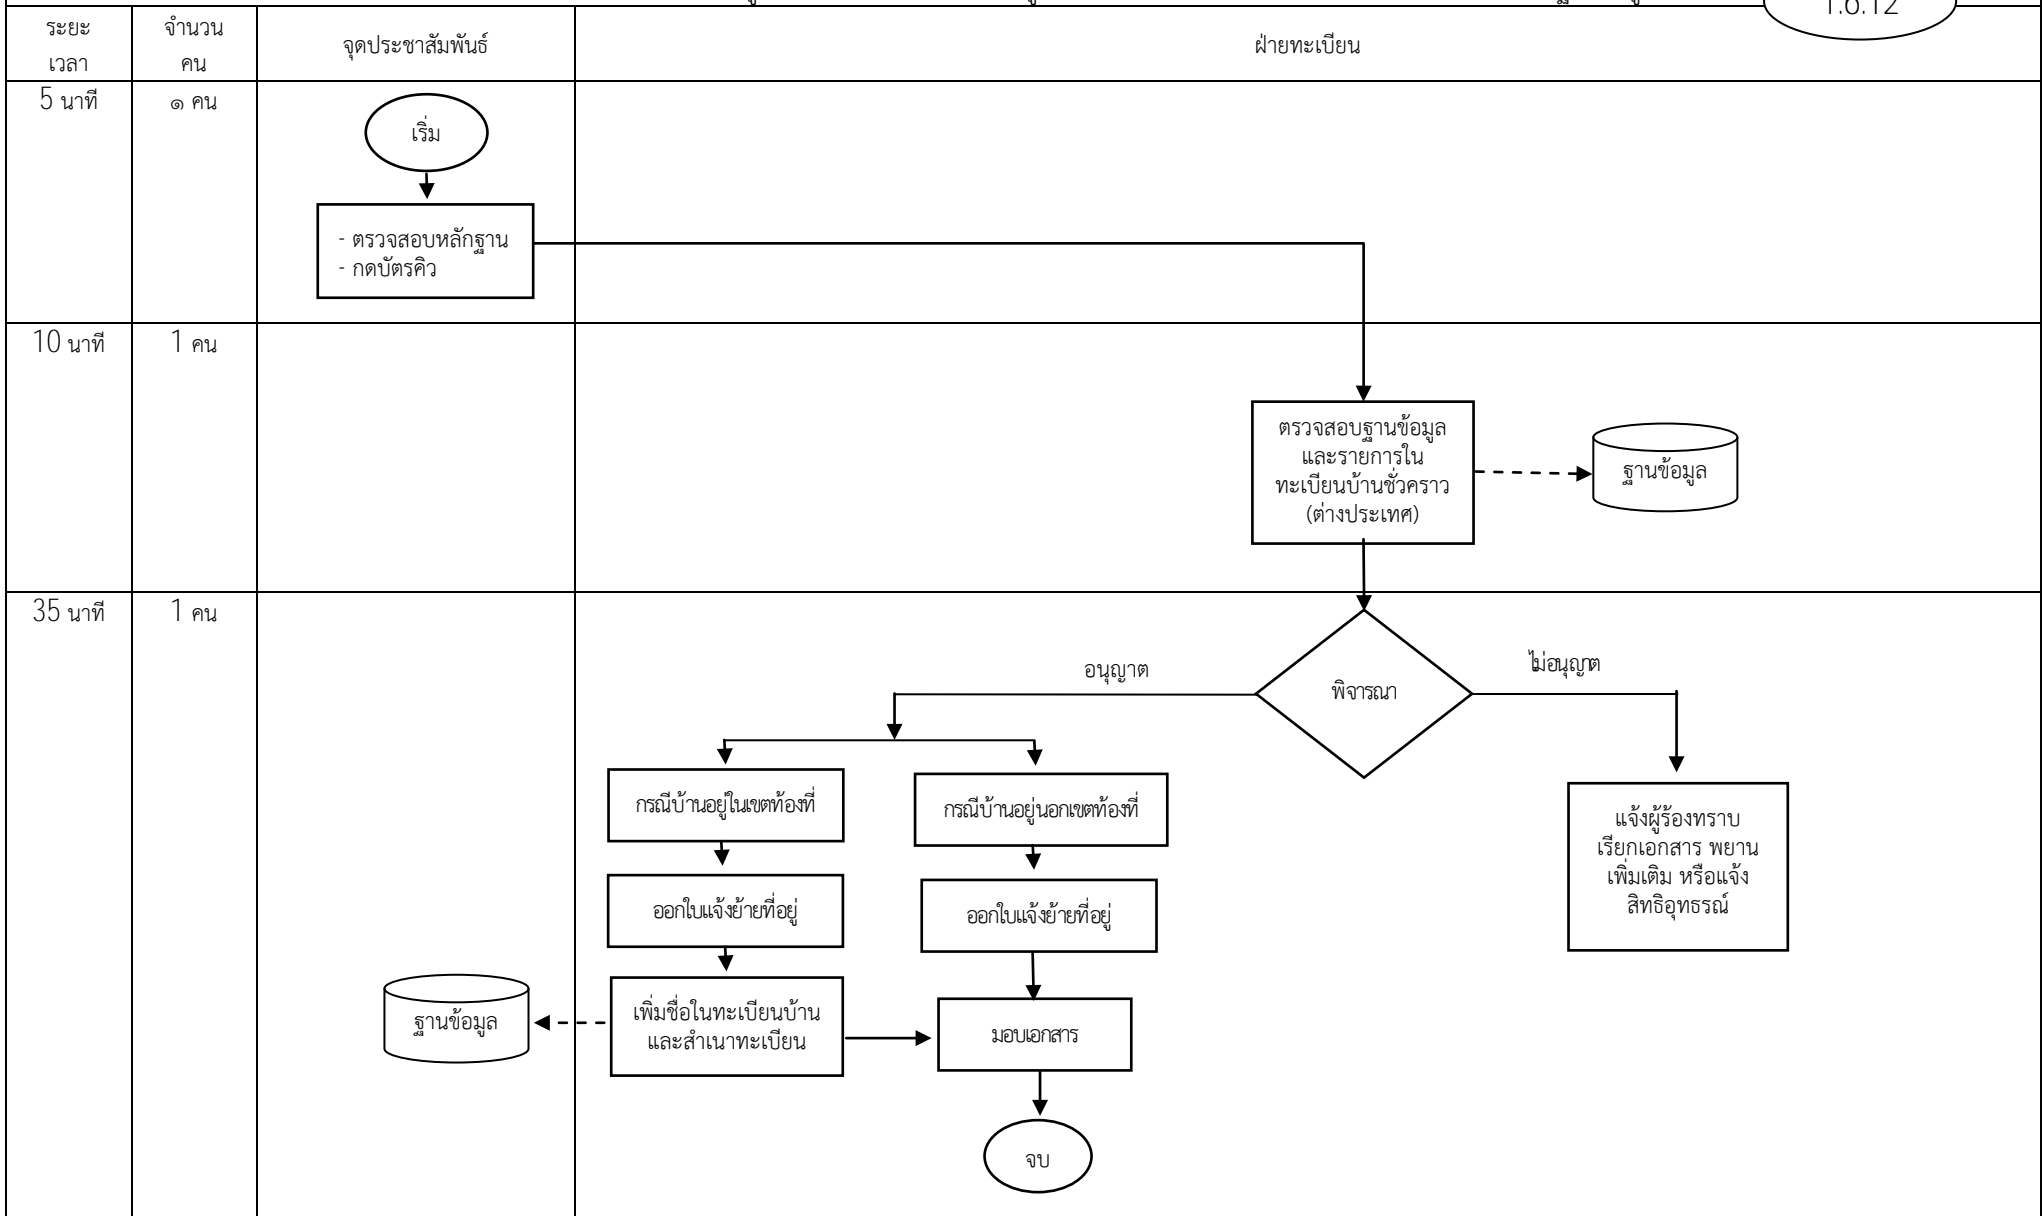 1.6.12
ระยะ
เวลา
จำนวน
คน
จุดประชาสัมพันธ์
ฝ่ายทะเบียน
5 นาที
๑ คน
เริ่ม
- ตรวจสอบหลักฐาน
- กดบัตรคิว
10 นาที
1 คน
ตรวจสอบฐานข้อมูล
และรายการใน
ทะเบียนบ้านชั่วคราว
(ต่างประเทศ)
ฐานข้อมูล
35 นาที
1 คน
อนุญาต
ไม่อนุญาต
พิจารณา
กรณีบ้านอยู่ในเขตท้องที่
กรณีบ้านอยู่นอกเขตท้องที่
แจ้งผู้ร้องทราบ
เรียกเอกสาร พยาน
เพิ่มเติม หรือแจ้ง
สิทธิอุทธรณ์
ออกใบแจ้งย้ายที่อยู่
ออกใบแจ้งย้ายที่อยู่
ฐานข้อมูล
เพิ่มชื่อในทะเบียนบ้าน
และสำเนาทะเบียน
มอบเอกสาร
จบ